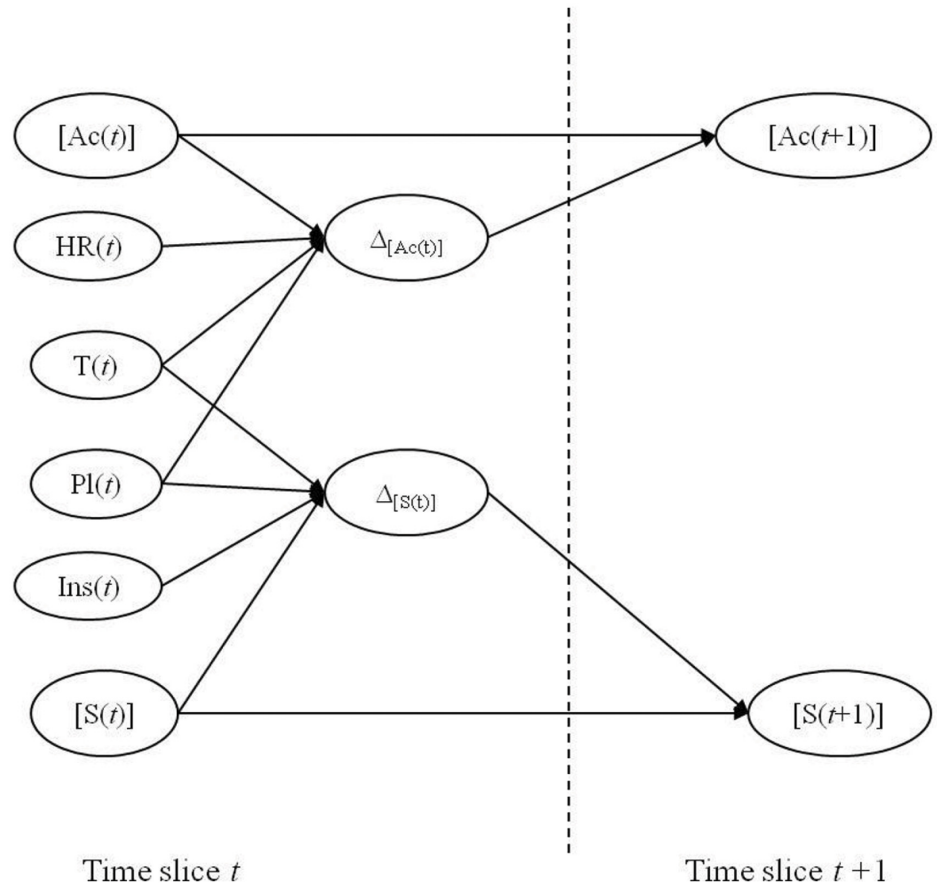 [Ac(t)]
[Ac(t+1)]
HR(t)
Δ[Ac(t)]
T(t)
Pl(t)
Δ[S(t)]
Ins(t)
[S(t)]
[S(t+1)]
Time slice t
Time slice t +1